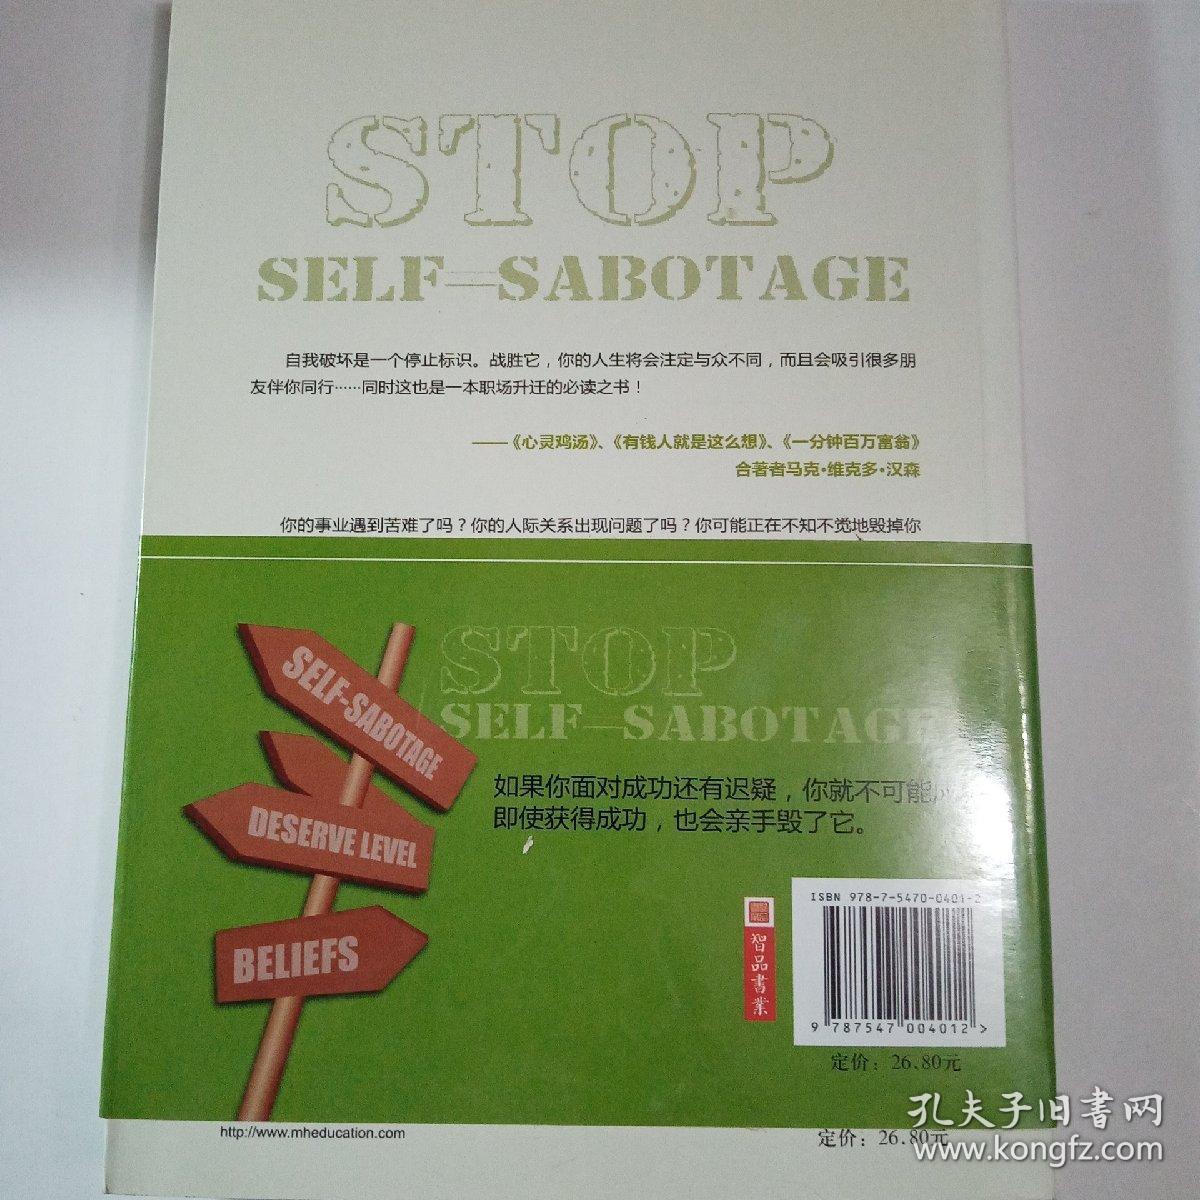 STOP
SELF-SABOTAGE
自我破坏是一个停止标识。战胜它，你的人生将会注定与众不同，而且会吸引很多朋
友伴你同行……同时这也是一本职场升迁的必读之书！
——《心灵鸡汤》、《有钱人就是这么想》、《一分钟百万富翁》
合著者马克·维克多·汉森
你的事业遇到苦难了吗？你的人际关系出现问题了吗？你可能正在不知不觉地毁掉你
STOP
SELF-SABOTAGE
SELF-SABOTAGE
DESERVE LEVEL
BELIEFS
如果你面对成功还有迟疑，你就不可能
即使获得成功，也会亲手毁了它。
智品書業
ISBN 978-7-5470-0401-2
9 787547 004012 >
定价：26.80元
http://www.mheducation.com
定价：26.80元
孔夫子旧书网
www.kongfz.com